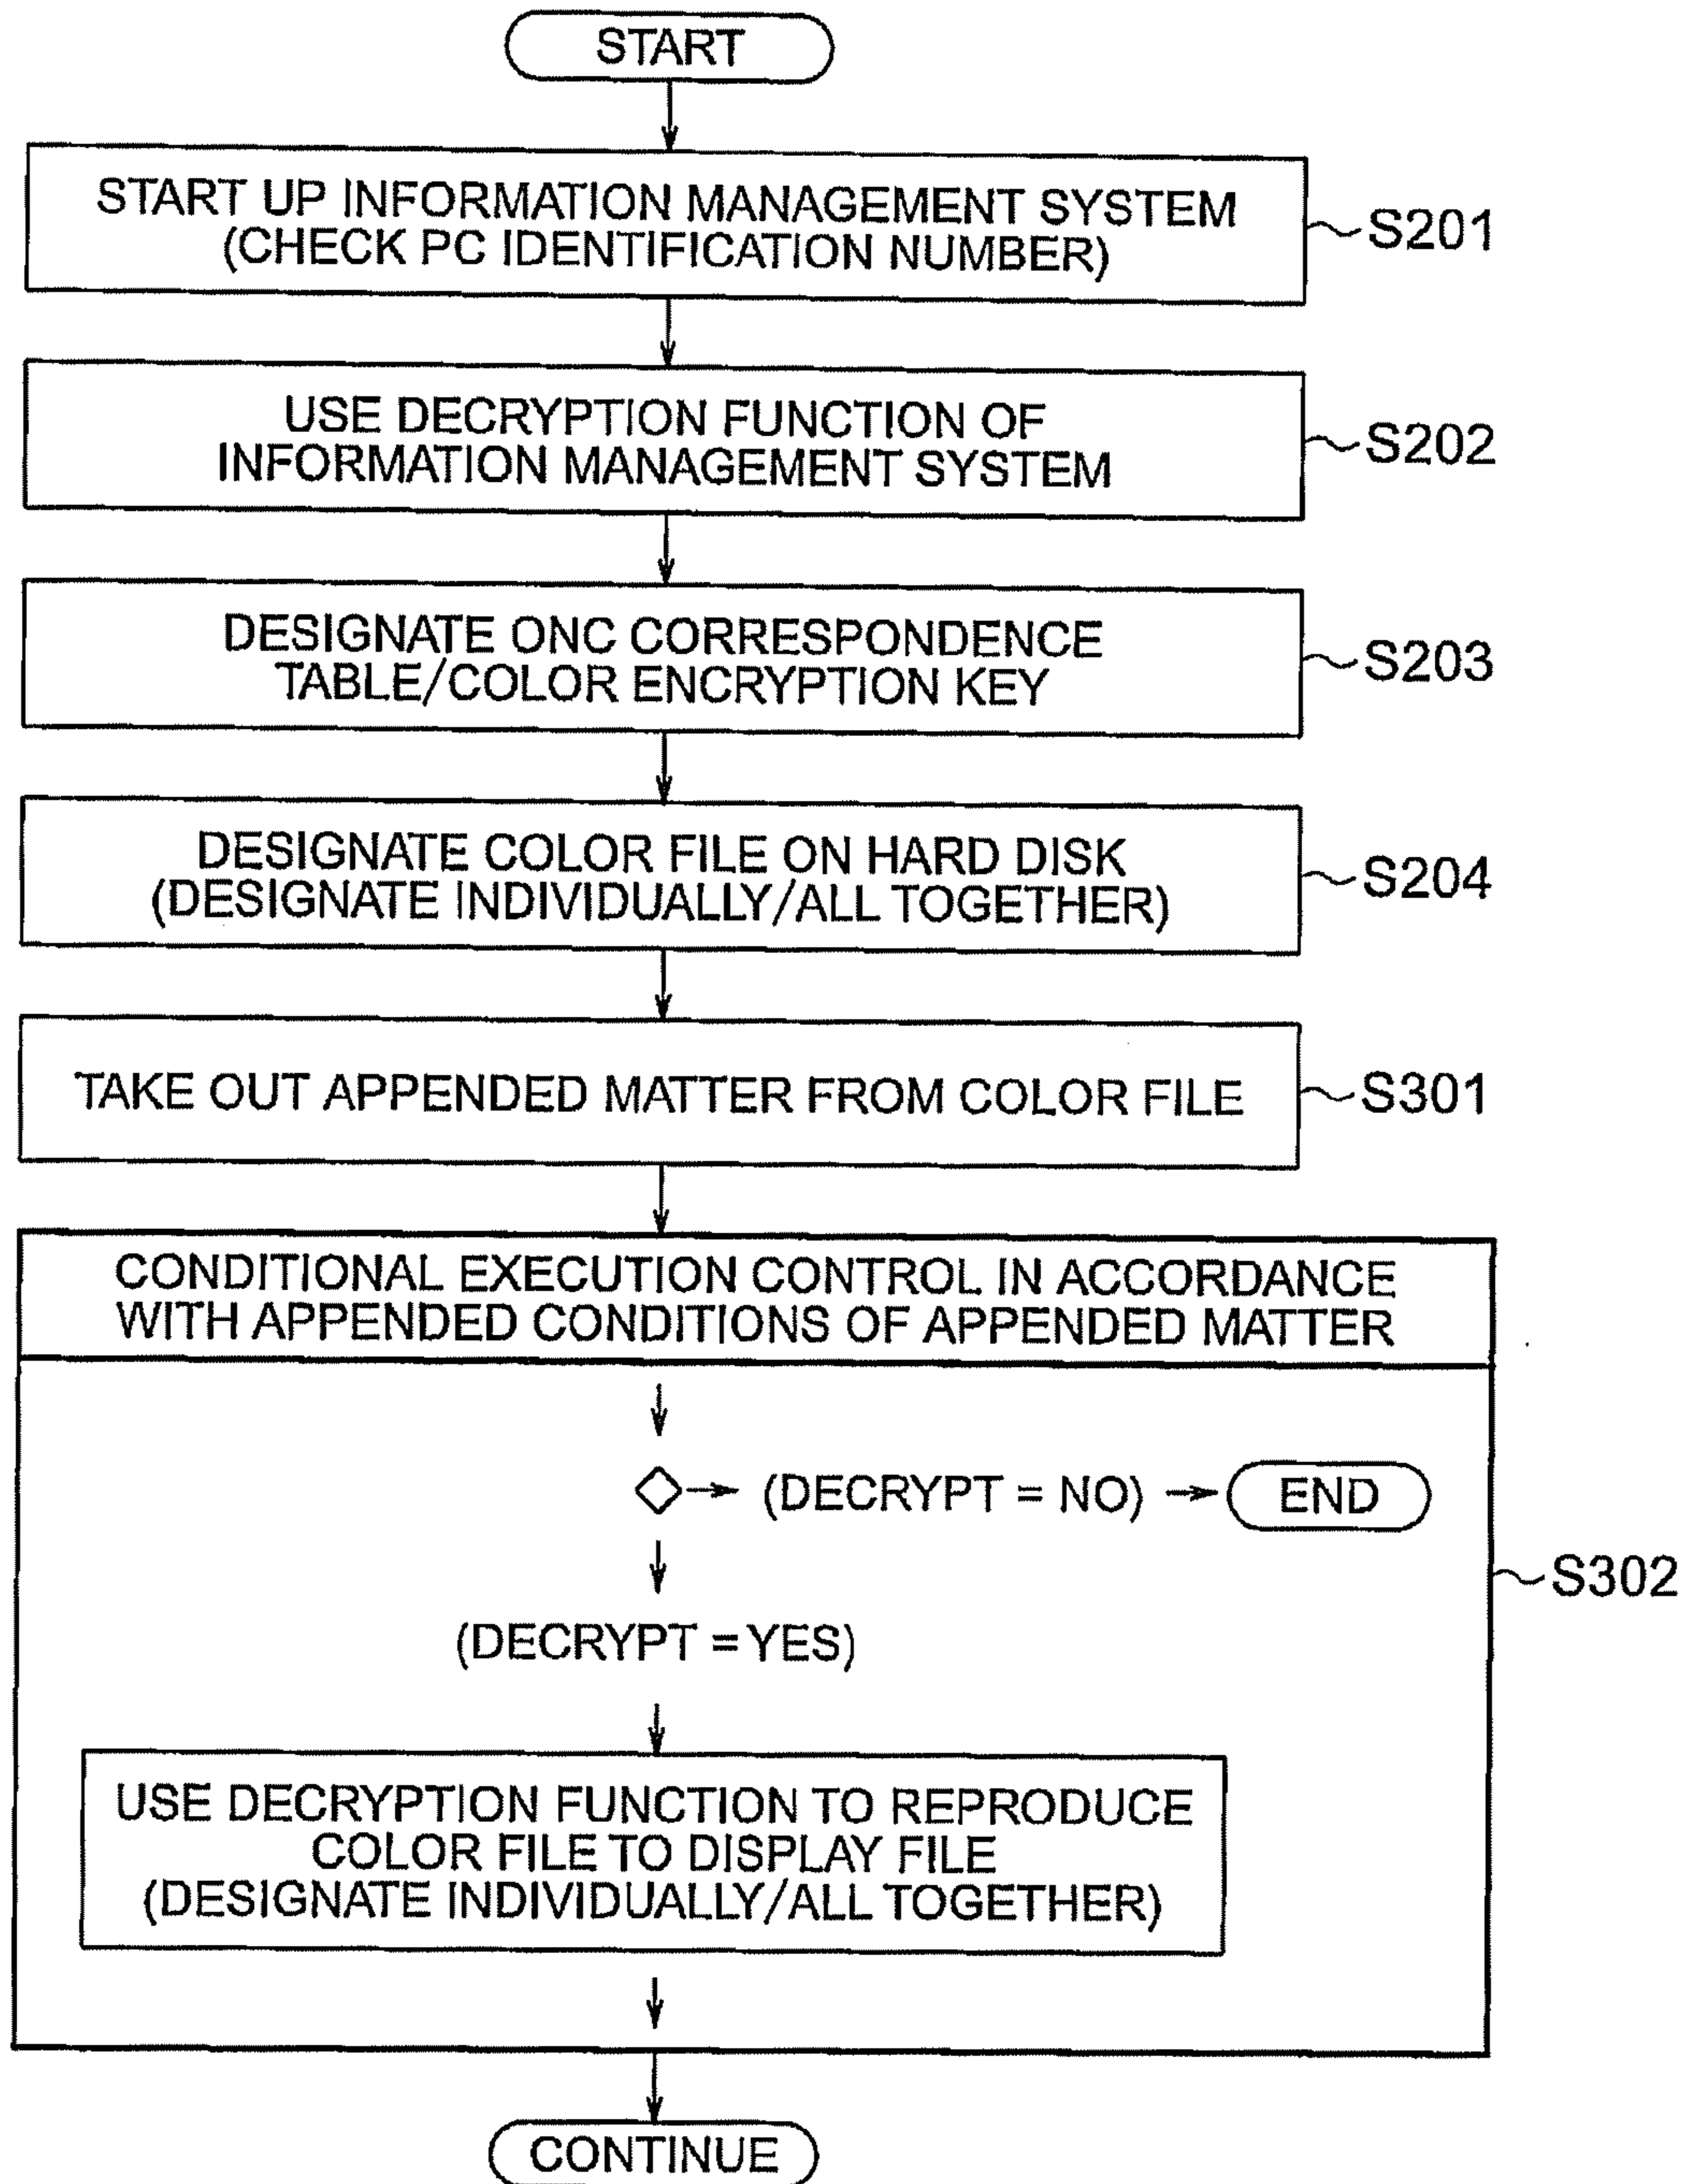 START
START UP INFORMATION MANAGEMENT SYSTEM
(CHECK PC IDENTIFICATION NUMBER)
S201
USE DECRYPTION FUNCTION OF
INFORMATION MANAGEMENT SYSTEM
S202
DESIGNATE ONC CORRESPONDENCE
TABLE/COLOR ENCRYPTION KEY
S203
DESIGNATE COLOR FILE ON HARD DISK
(DESIGNATE INDIVIDUALLY/ALL TOGETHER)
S204
TAKE OUT APPENDED MATTER FROM COLOR FILE
S301
CONDITIONAL EXECUTION CONTROL IN ACCORDANCE
WITH APPENDED CONDITIONS OF APPENDED MATTER
(DECRYPT = NO)
END
S302
(DECRYPT = YES)
USE DECRYPTION FUNCTION TO REPRODUCE
COLOR FILE TO DISPLAY FILE
(DESIGNATE INDIVIDUALLY/ALL TOGETHER)
CONTINUE